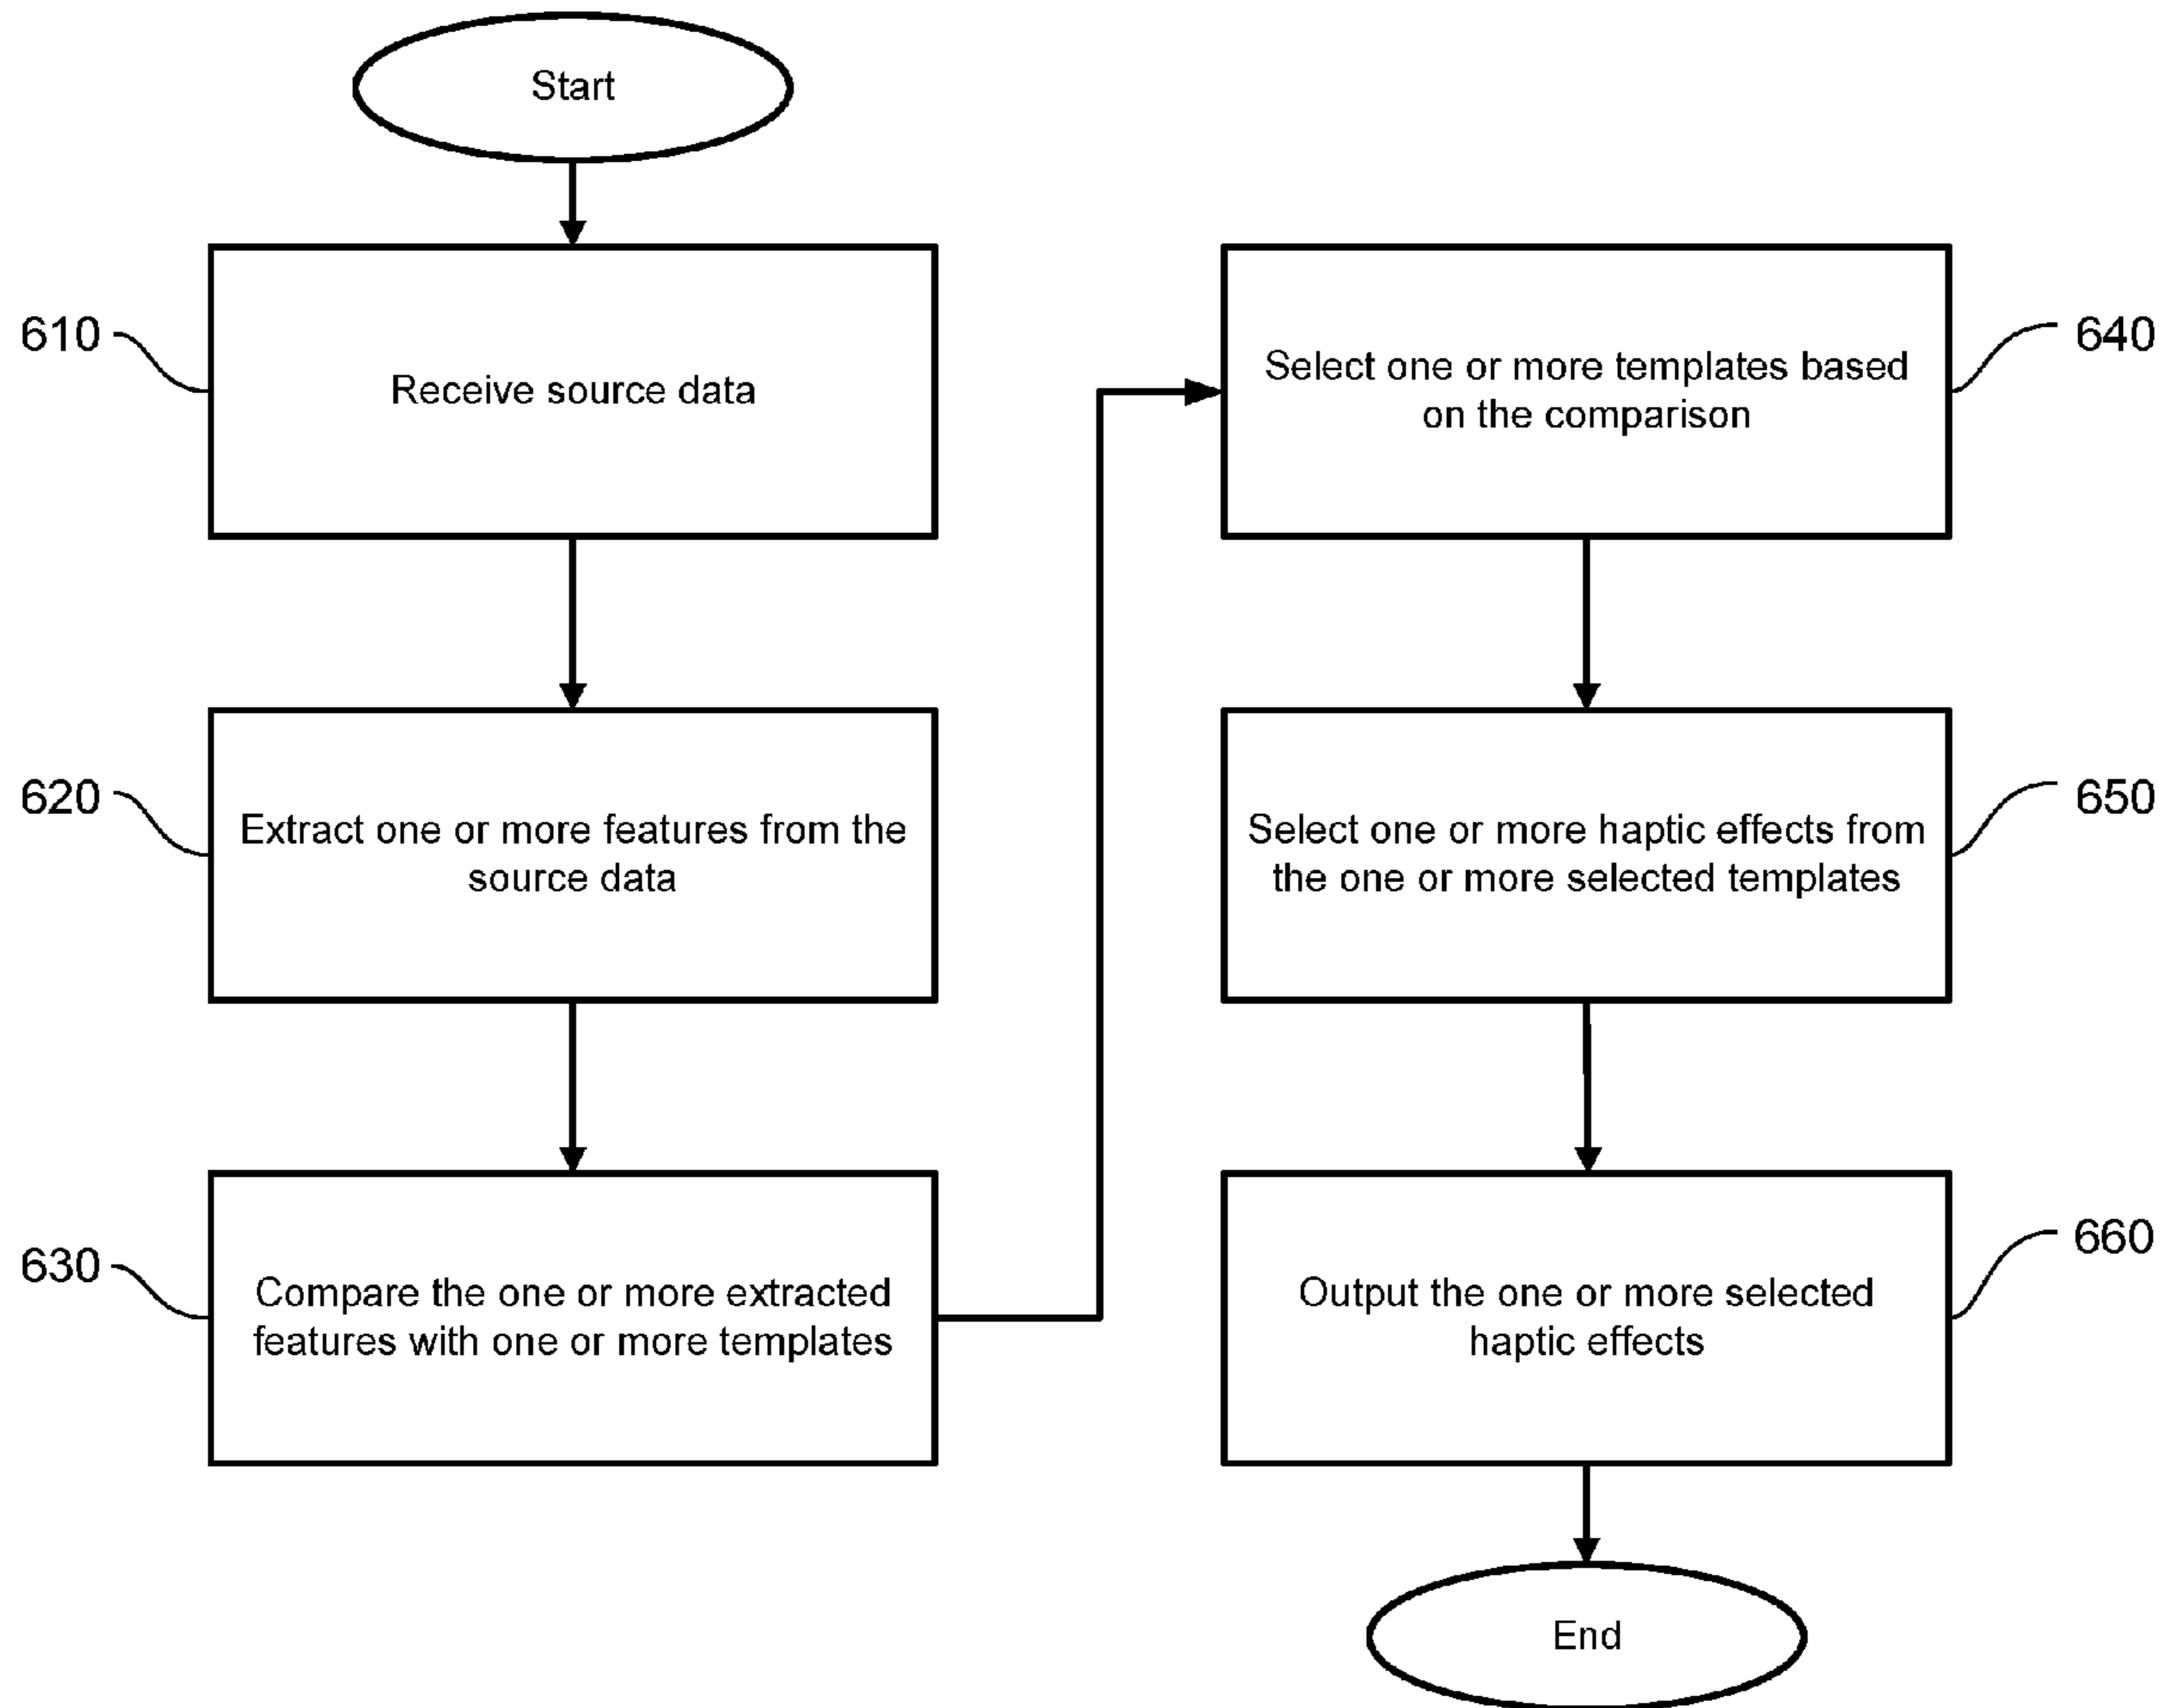 Start
610
Receive source data
620
Extract one or more features from the
source data
630
Compare the one or more extracted
features with one or more templates
640
Select one or more templates based
on the comparison
650
Select one or more haptic effects from
the one or more selected templates
660
Output the one or more selected
haptic effects
End